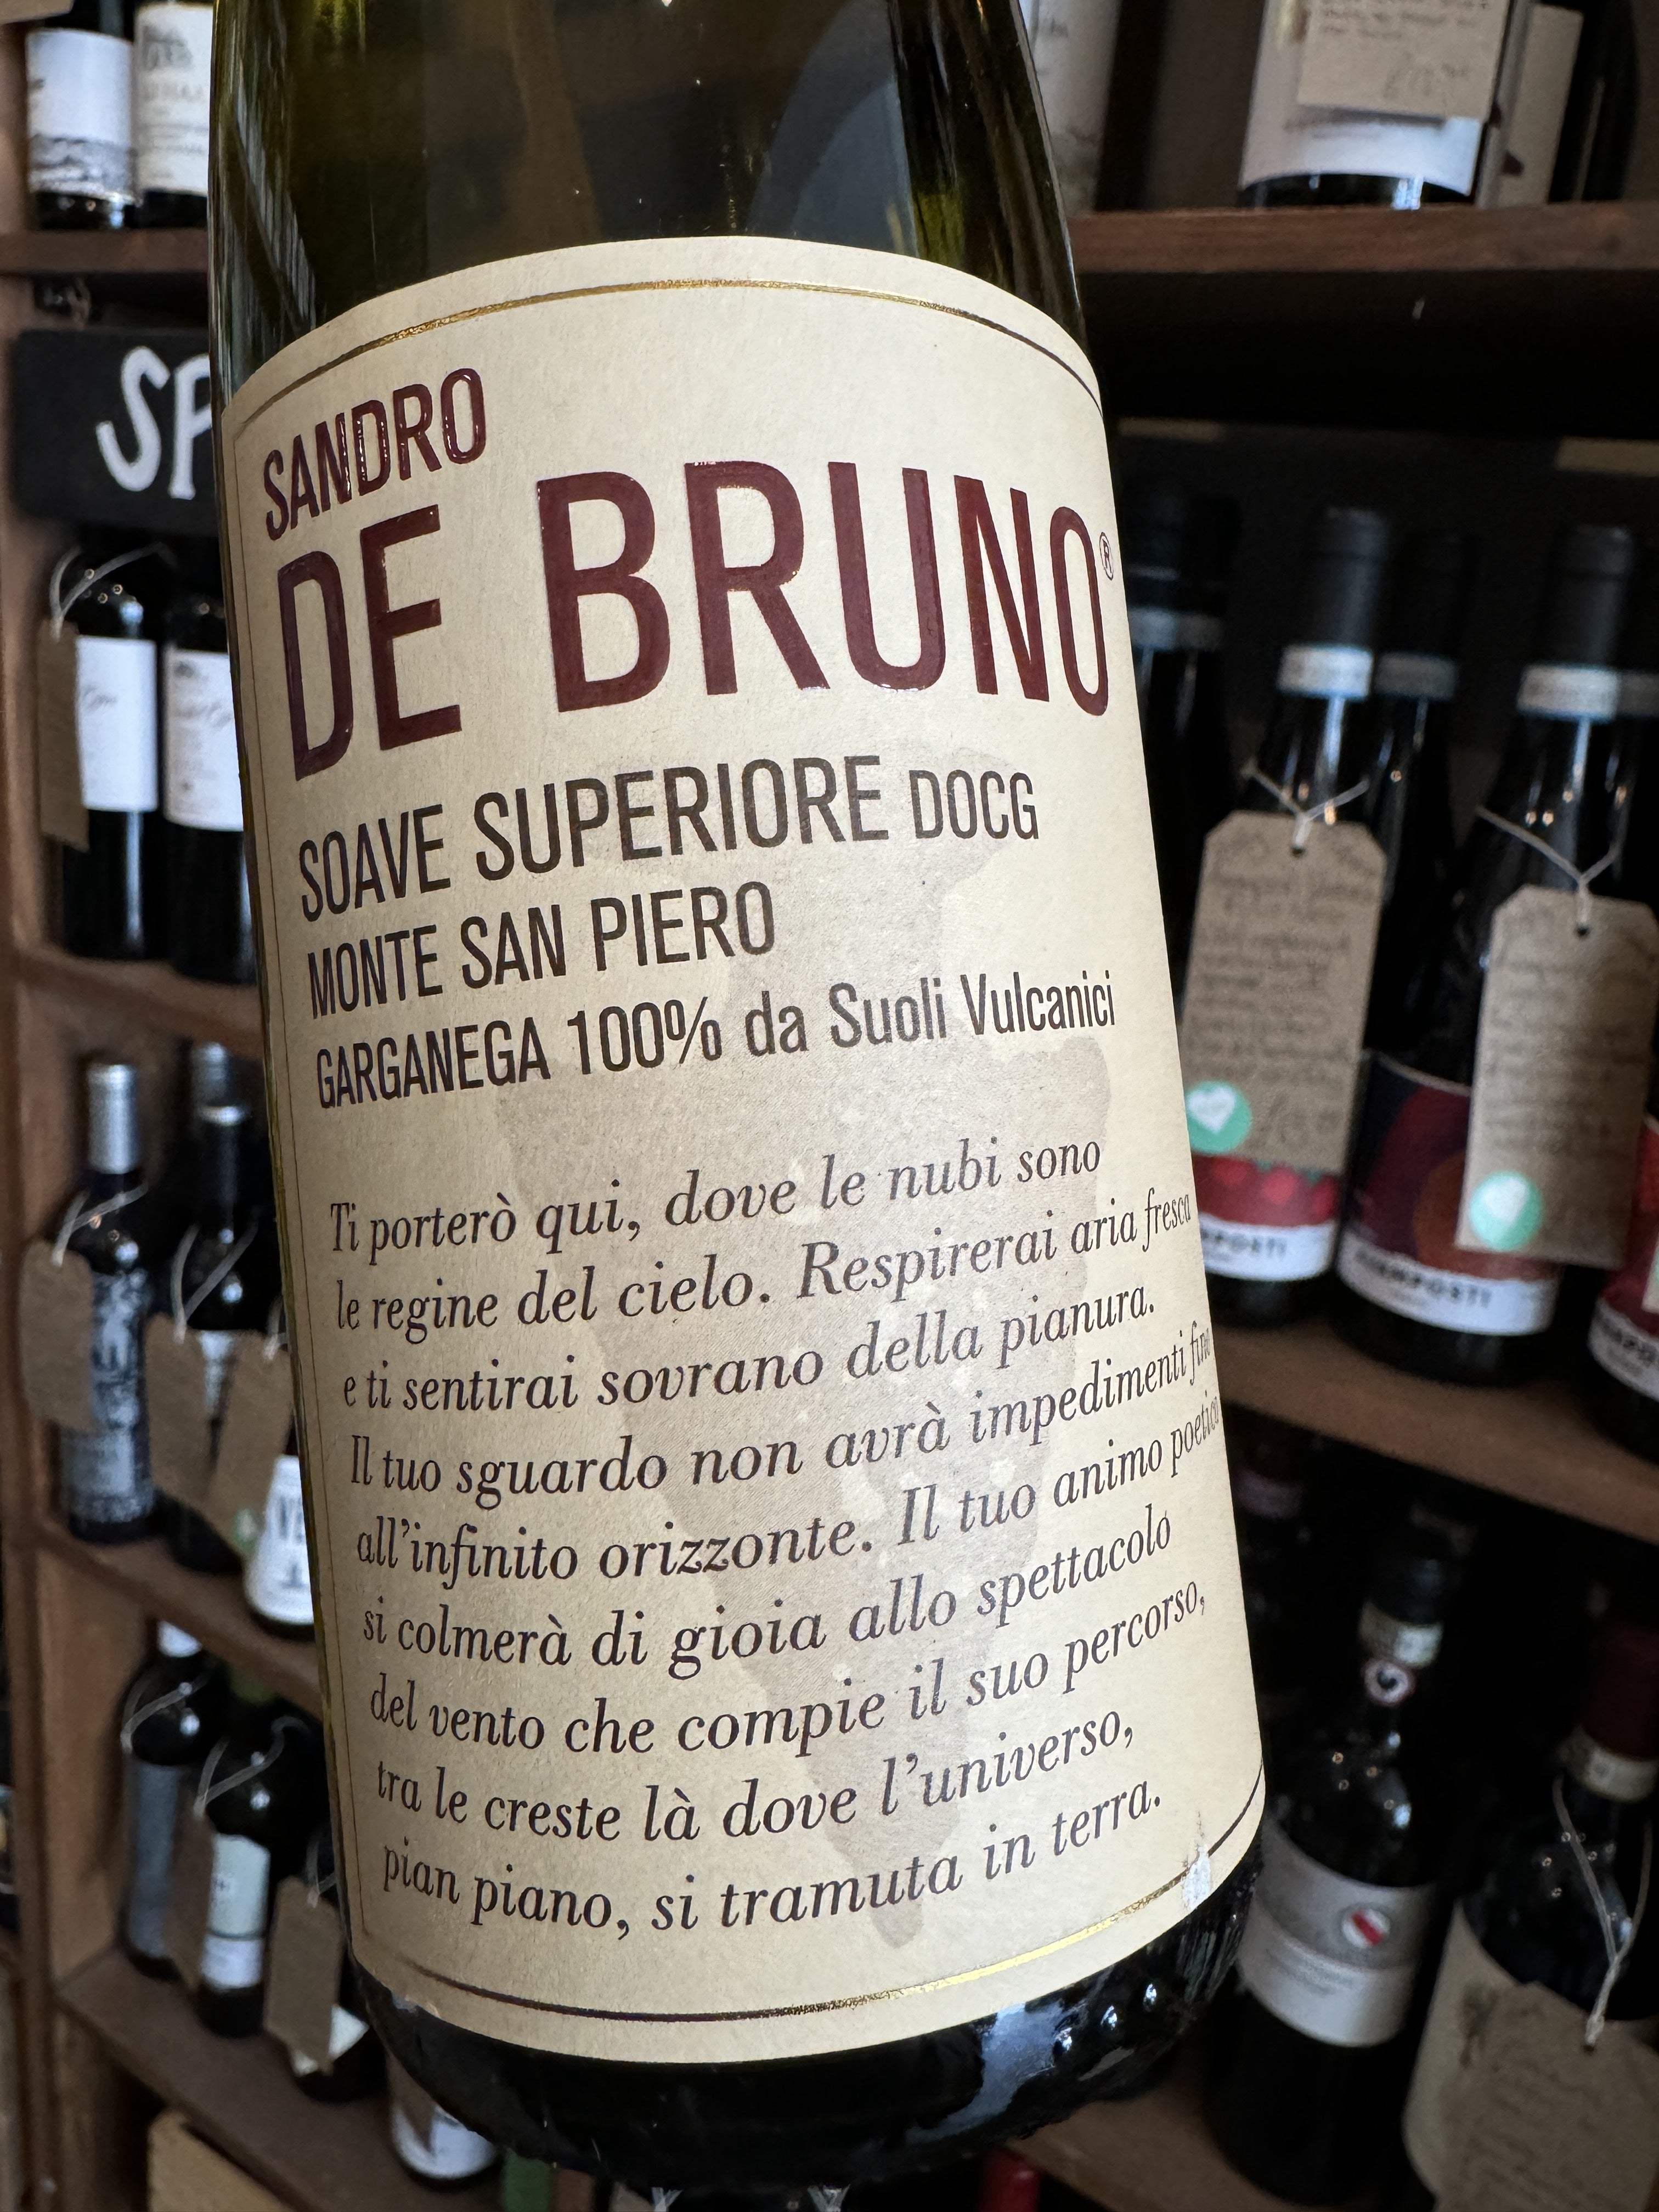 SP
SANDRO
DE BRUNO®
SOAVE SUPERIORE DOCG
MONTE SAN PIERO
GARGANEGA 100% da Suoli Vulcanici
Ti porterò qui, dove le nubi sono
le regine del cielo. Respirerai aria fresca
e ti sentirai sovrano della pianura.
Il tuo sguardo non avrà impedimenti fino
all'infinito orizzonte. Il tuo animo poetico
si colmerà di gioia allo spettacolo
del vento che compie il suo percorso,
tra le creste là dove l'universo,
pian piano, si tramuta in terra.